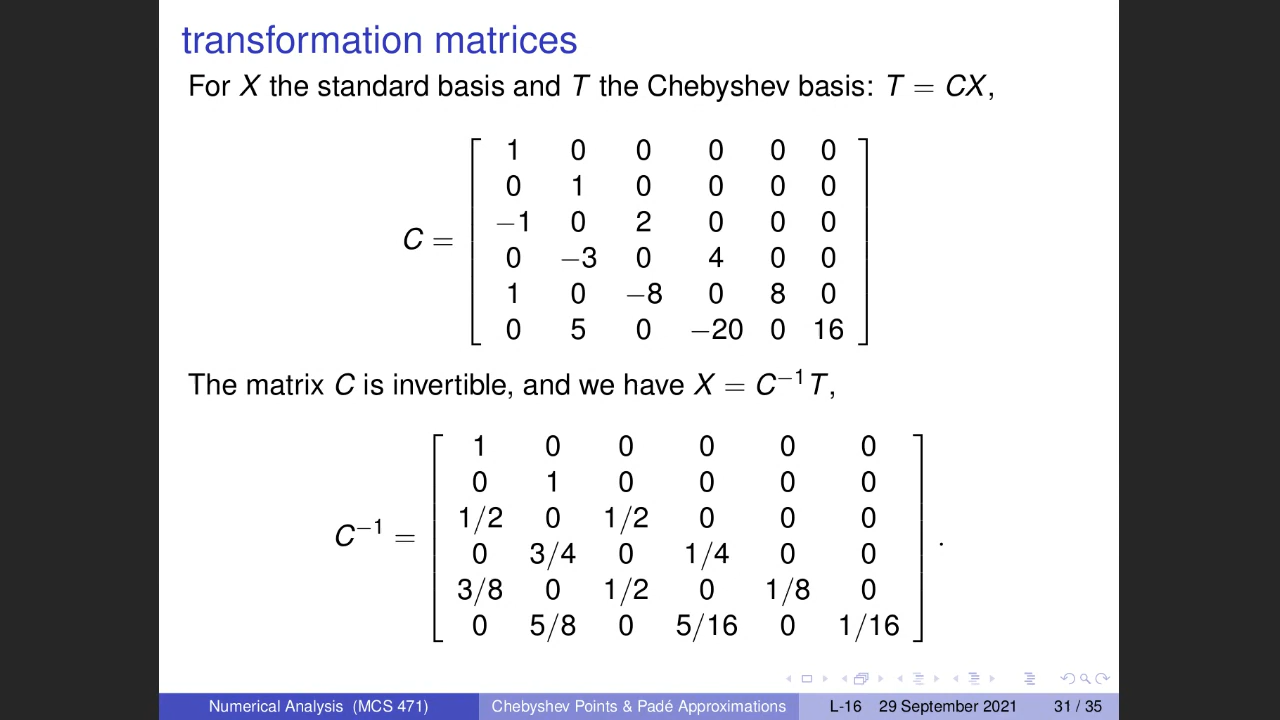 transformation matrices
For X the standard basis and T the Chebyshev basis: T = CX,
1 0 0 0 0 0
0 1 0 0 0 0
−1 0 2 0 0 0
C =
0 −3 0 4 0 0
1 0 −8 0 8 0
0 5 0 −20 0 16
The matrix C is invertible, and we have X = C⁻¹T,
1 0 0 0 0 0
0 1 0 0 0 0
1/2 0 1/2 0 0 0
C⁻¹ = .
0 3/4 0 1/4 0 0
3/8 0 1/2 0 1/8 0
0 5/8 0 5/16 0 1/16
Numerical Analysis (MCS 471) Chebyshev Points & Padé Approximations L-16 29 September 2021 31 / 35